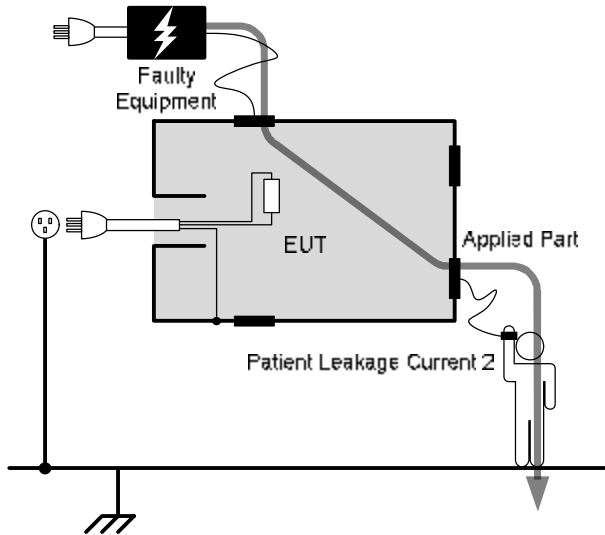 Faulty
Equipment
EUT
Applied Part
Patient Leakage Current 2